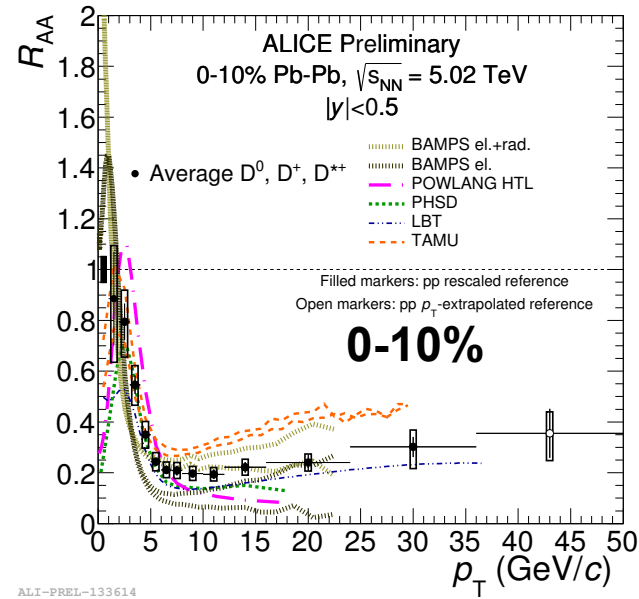 ALICE Preliminary
0-10% Pb-Pb, √s_NN = 5.02 TeV
|y|<0.5
BAMPS el.+rad.
BAMPS el.
POWLANG HTL
PHSD
LBT
TAMU
Average D⁰, D⁺, D*⁺
Filled markers: pp rescaled reference
Open markers: pp p_T-extrapolated reference
0-10%
R_AA
2
1.8
1.6
1.4
1.2
1
0.8
0.6
0.4
0.2
0
0 5 10 15 20 25 30 35 40 45 50
p_T (GeV/c)
ALI-PREL-133614